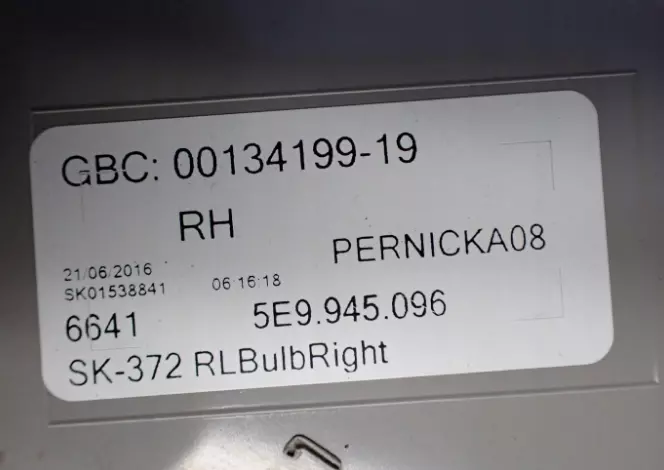 GBC: 00134199-19
RH
PERNICKA08
21/06/2016
SK01538841 06:16:18
6641 5E9.945.096
SK-372 RLBulbRight